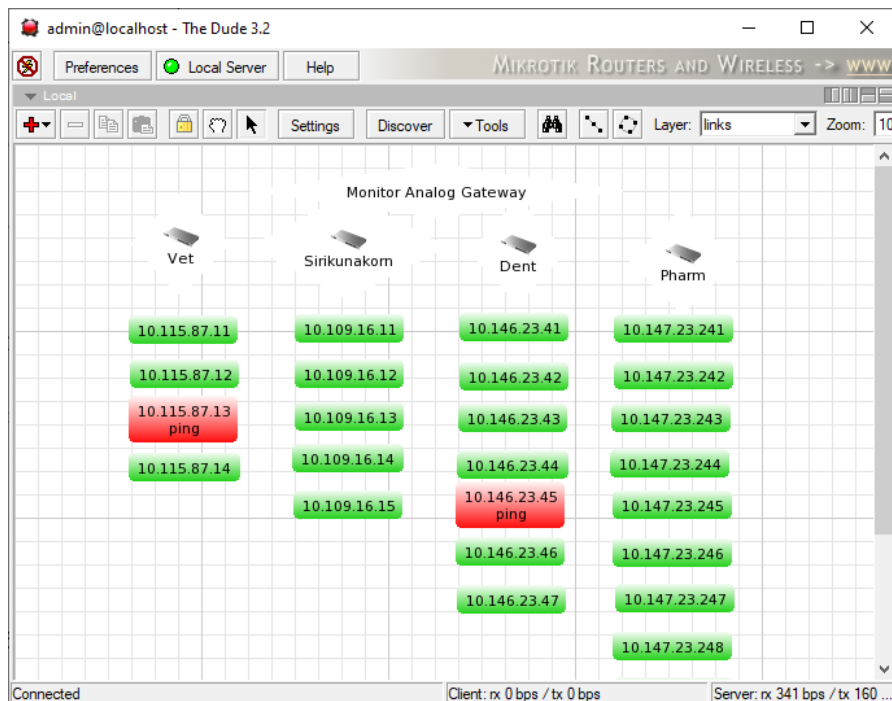 admin@localhost - The Dude 3.2
Preferences
Local Server
Help
MIKROTIK ROUTERS AND WIRELESS -> www
Local
Settings
Discover
Tools
Layer:
links
Zoom:
10
Monitor Analog Gateway
Vet
Sirikunakorn
Dent
Pharm
10.115.87.11
10.109.16.11
10.146.23.41
10.147.23.241
10.115.87.12
10.109.16.12
10.146.23.42
10.147.23.242
10.115.87.13
ping
10.109.16.13
10.146.23.43
10.147.23.243
10.115.87.14
10.109.16.14
10.146.23.44
10.147.23.244
10.109.16.15
10.146.23.45
ping
10.147.23.245
10.146.23.46
10.147.23.246
10.146.23.47
10.147.23.247
10.147.23.248
Connected
Client: rx 0 bps / tx 0 bps
Server: rx 341 bps / tx 160 ...